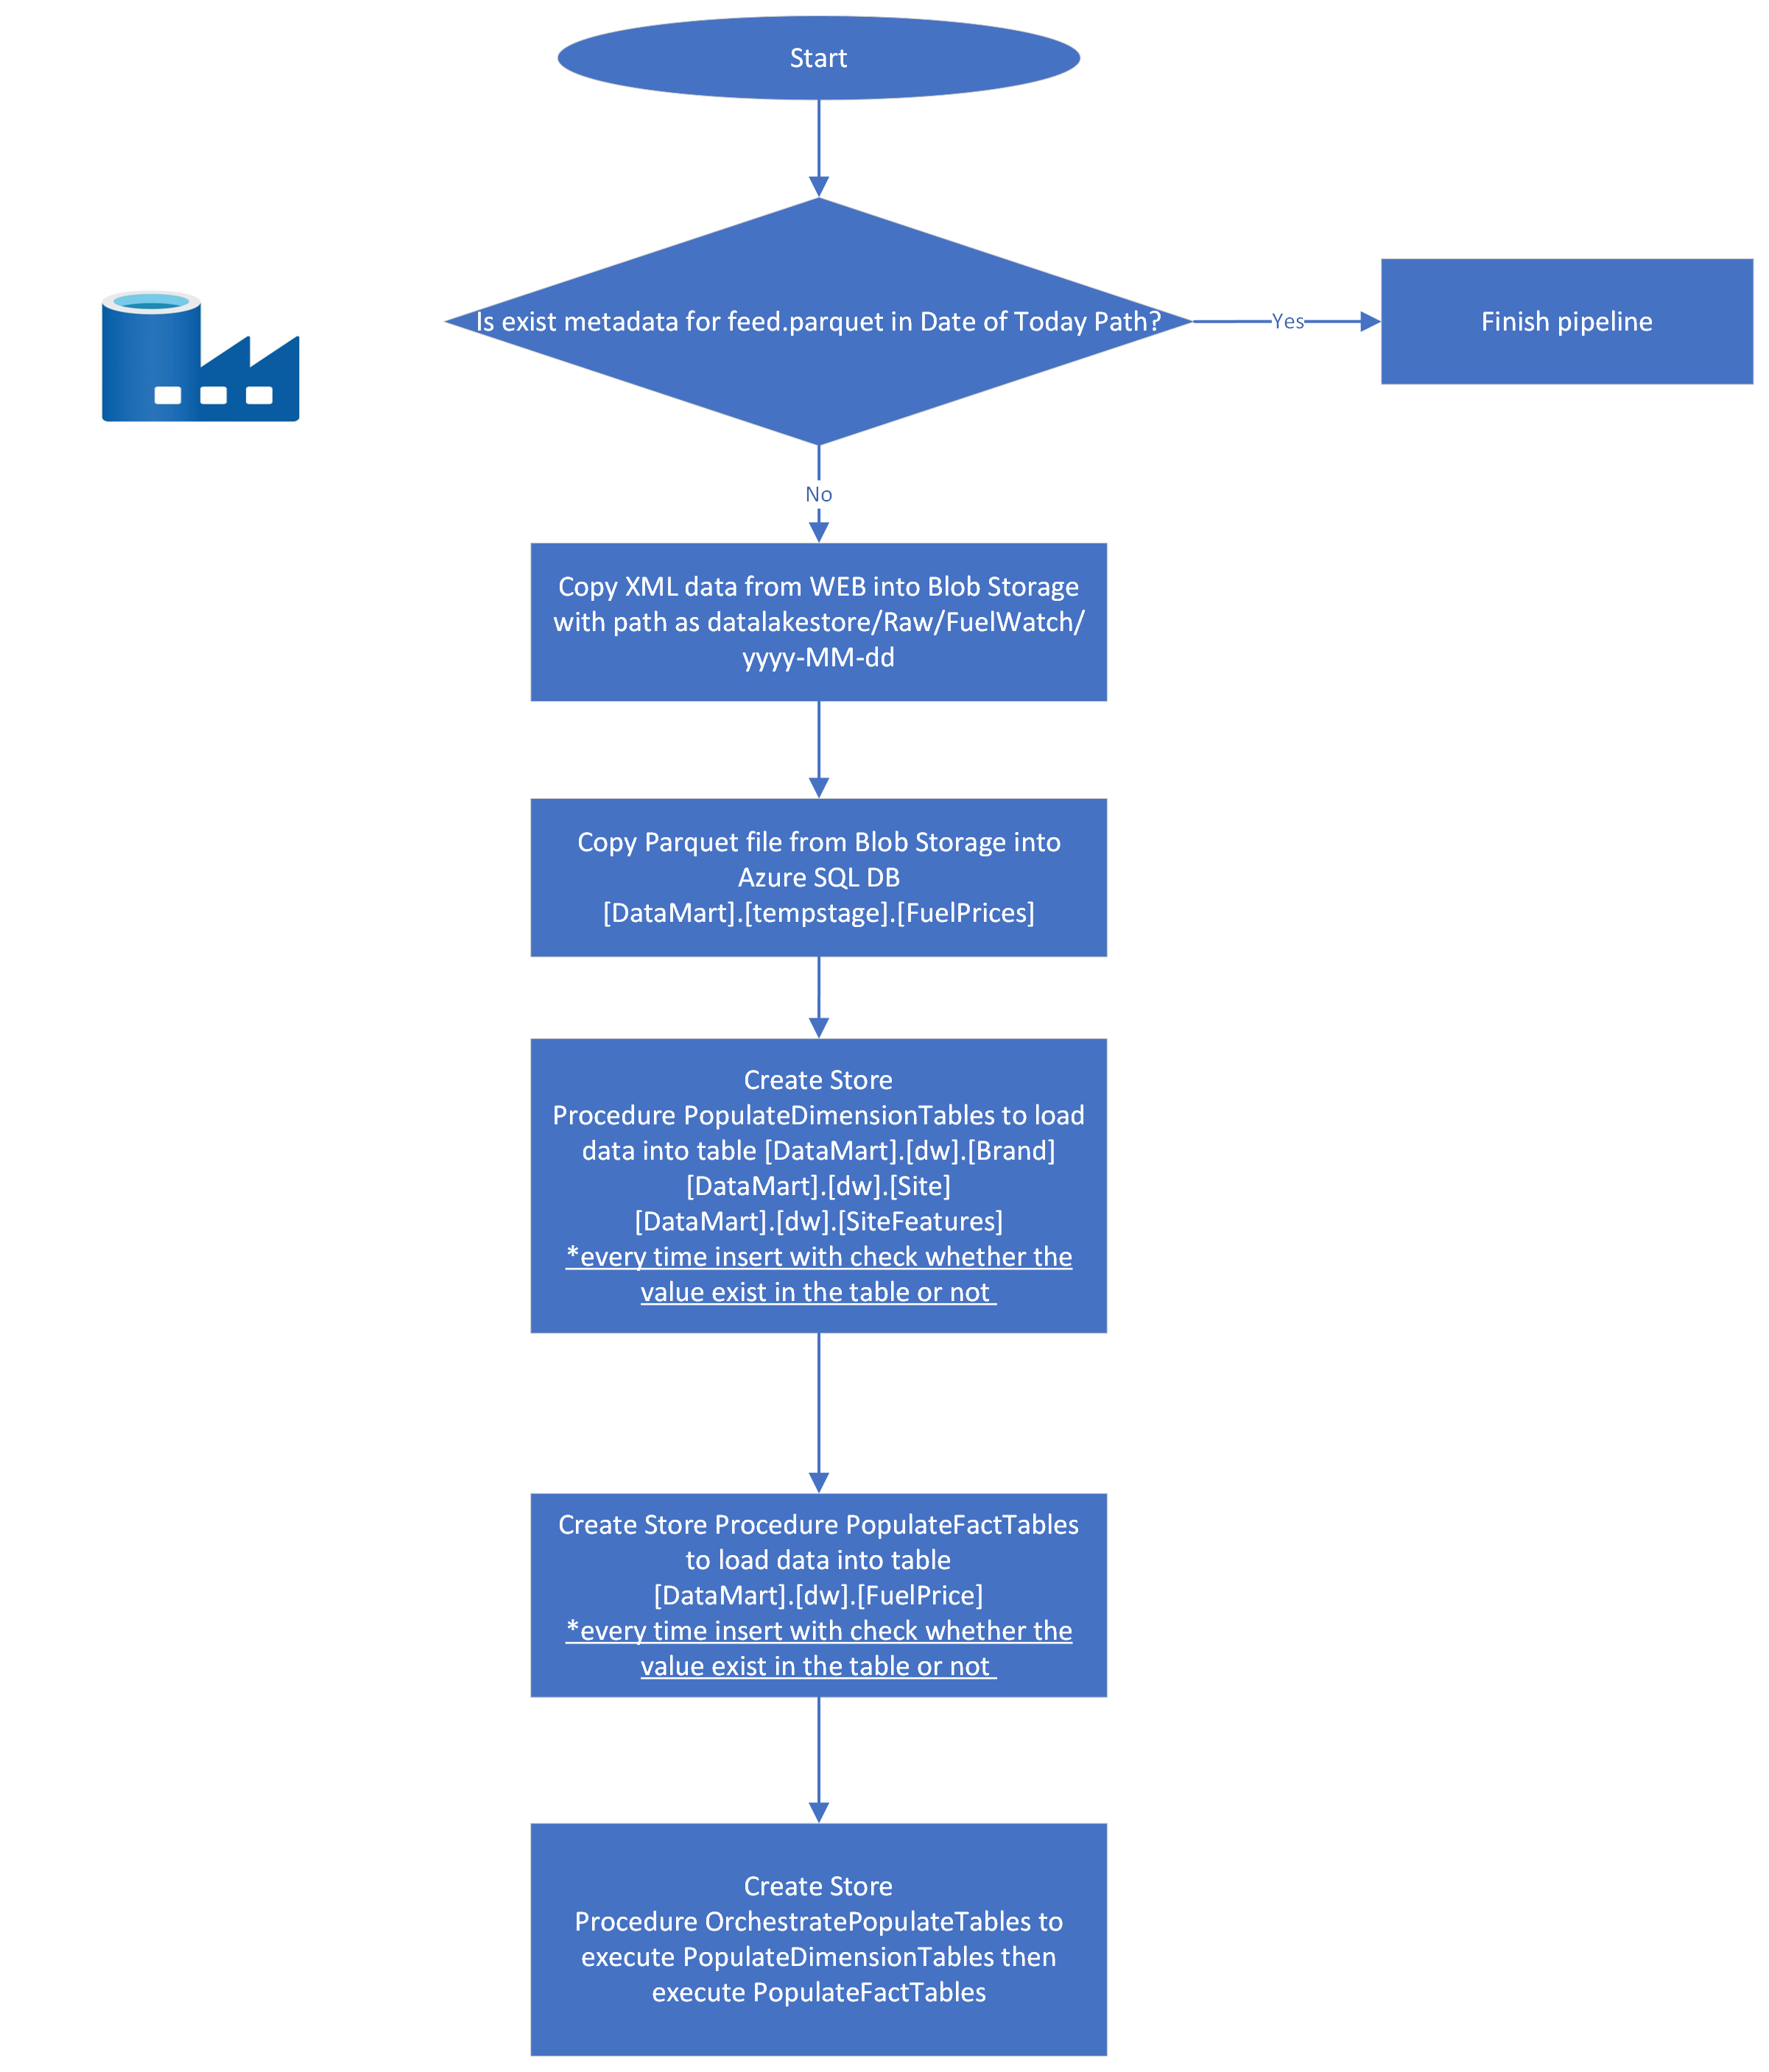 Start
Is exist metadata for feed.parquet in Date of Today Path?
Yes
Finish pipeline
No
Copy XML data from WEB into Blob Storage
with path as datalakestore/Raw/FuelWatch/
yyyy-MM-dd
Copy Parquet file from Blob Storage into
Azure SQL DB
[DataMart].[tempstage].[FuelPrices]
Create Store
Procedure PopulateDimensionTables to load
data into table [DataMart].[dw].[Brand]
[DataMart].[dw].[Site]
[DataMart].[dw].[SiteFeatures]
*every time insert with check whether the
value exist in the table or not
Create Store Procedure PopulateFactTables
to load data into table
[DataMart].[dw].[FuelPrice]
*every time insert with check whether the
value exist in the table or not
Create Store
Procedure OrchestratePopulateTables to
execute PopulateDimensionTables then
execute PopulateFactTables